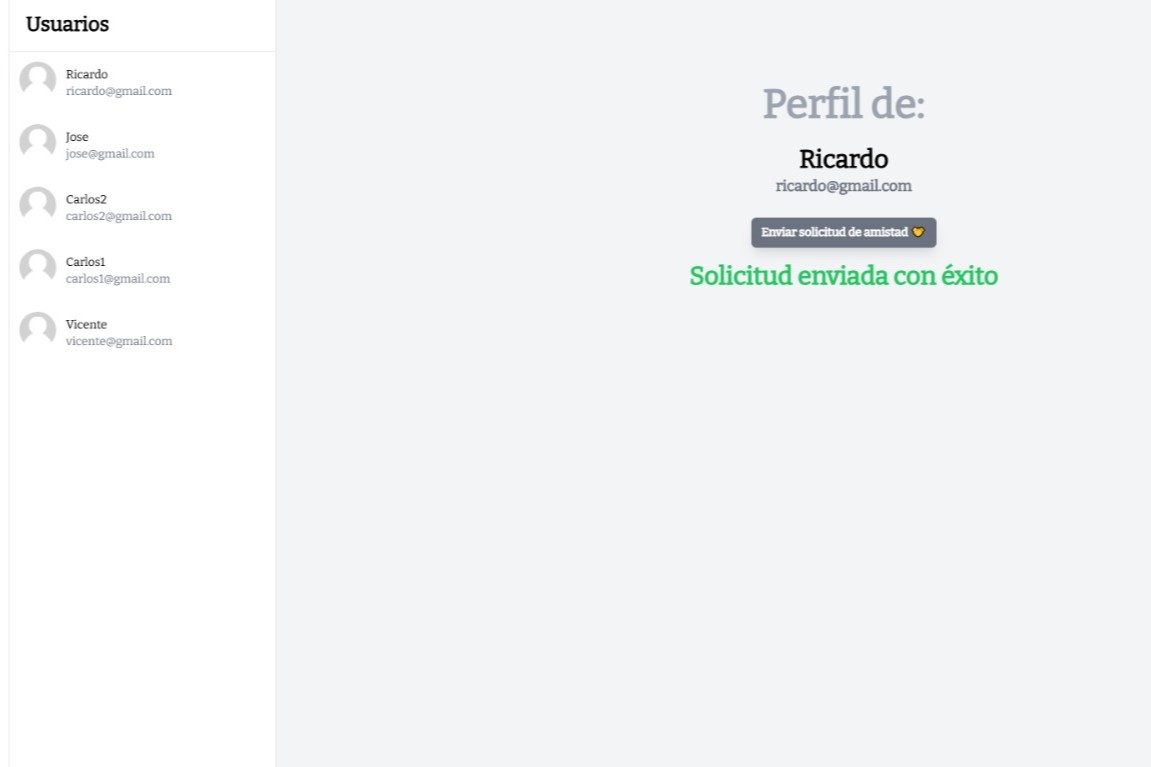 Usuarios
Ricardo
ricardo@gmail.com
Jose
jose@gmail.com
Carlos2
carlos2@gmail.com
Carlos1
carlos1@gmail.com
Vicente
vicente@gmail.com
Perfil de:
Ricardo
ricardo@gmail.com
Enviar solicitud de amistad
Solicitud enviada con éxito